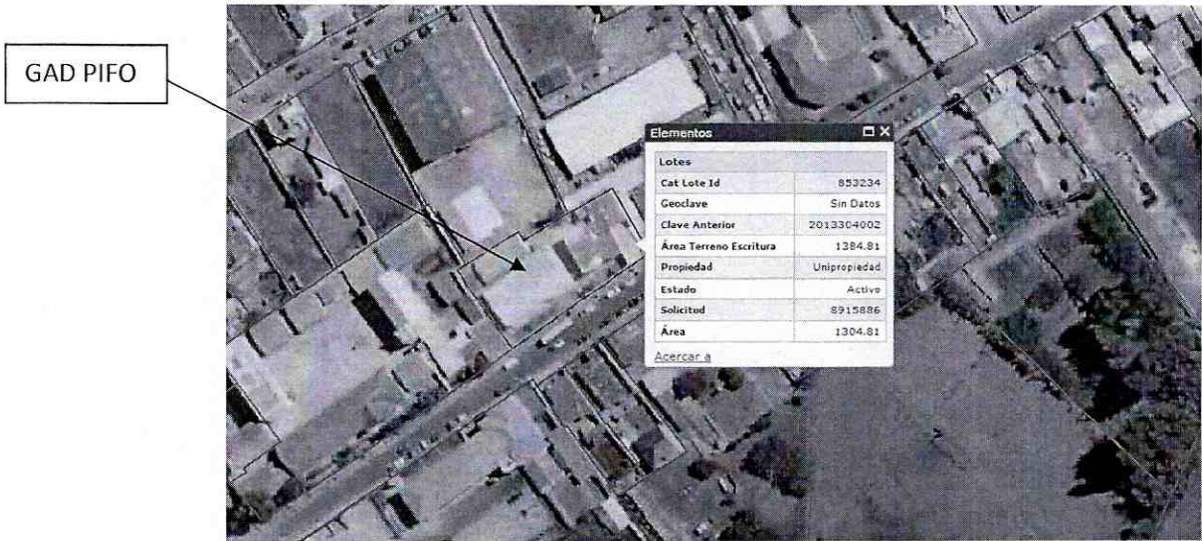 GAD PIFO
Elementos
Lotes
Cat Lote Id 853234
Geoclave Sin Datos
Clave Anterior 2013304002
Área Terreno Escritura 1384.81
Propiedad Unipropiedad
Estado Activo
Solicitud 8915886
Área 1304.81
Acercar a